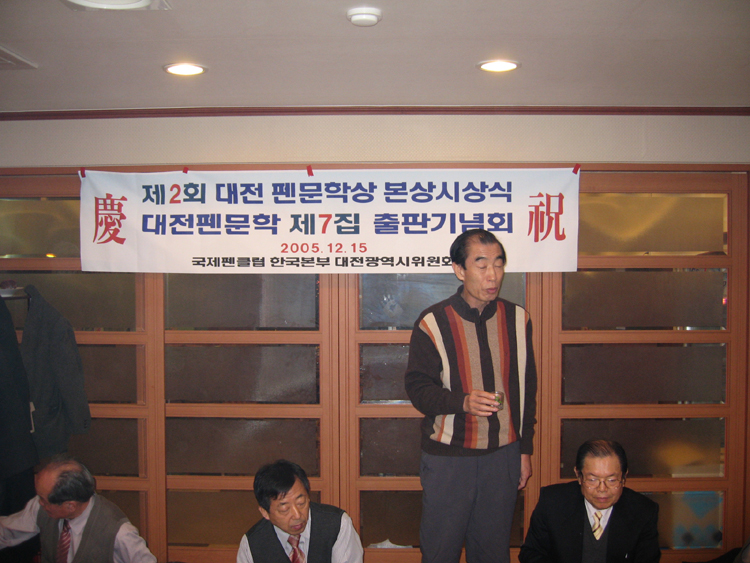 慶 祝
제2회 대전 펜문학상 본상시상식
대전펜문학 제7집 출판기념회
2005.12.15
국제펜클럽 한국본부 대전광역시위원회